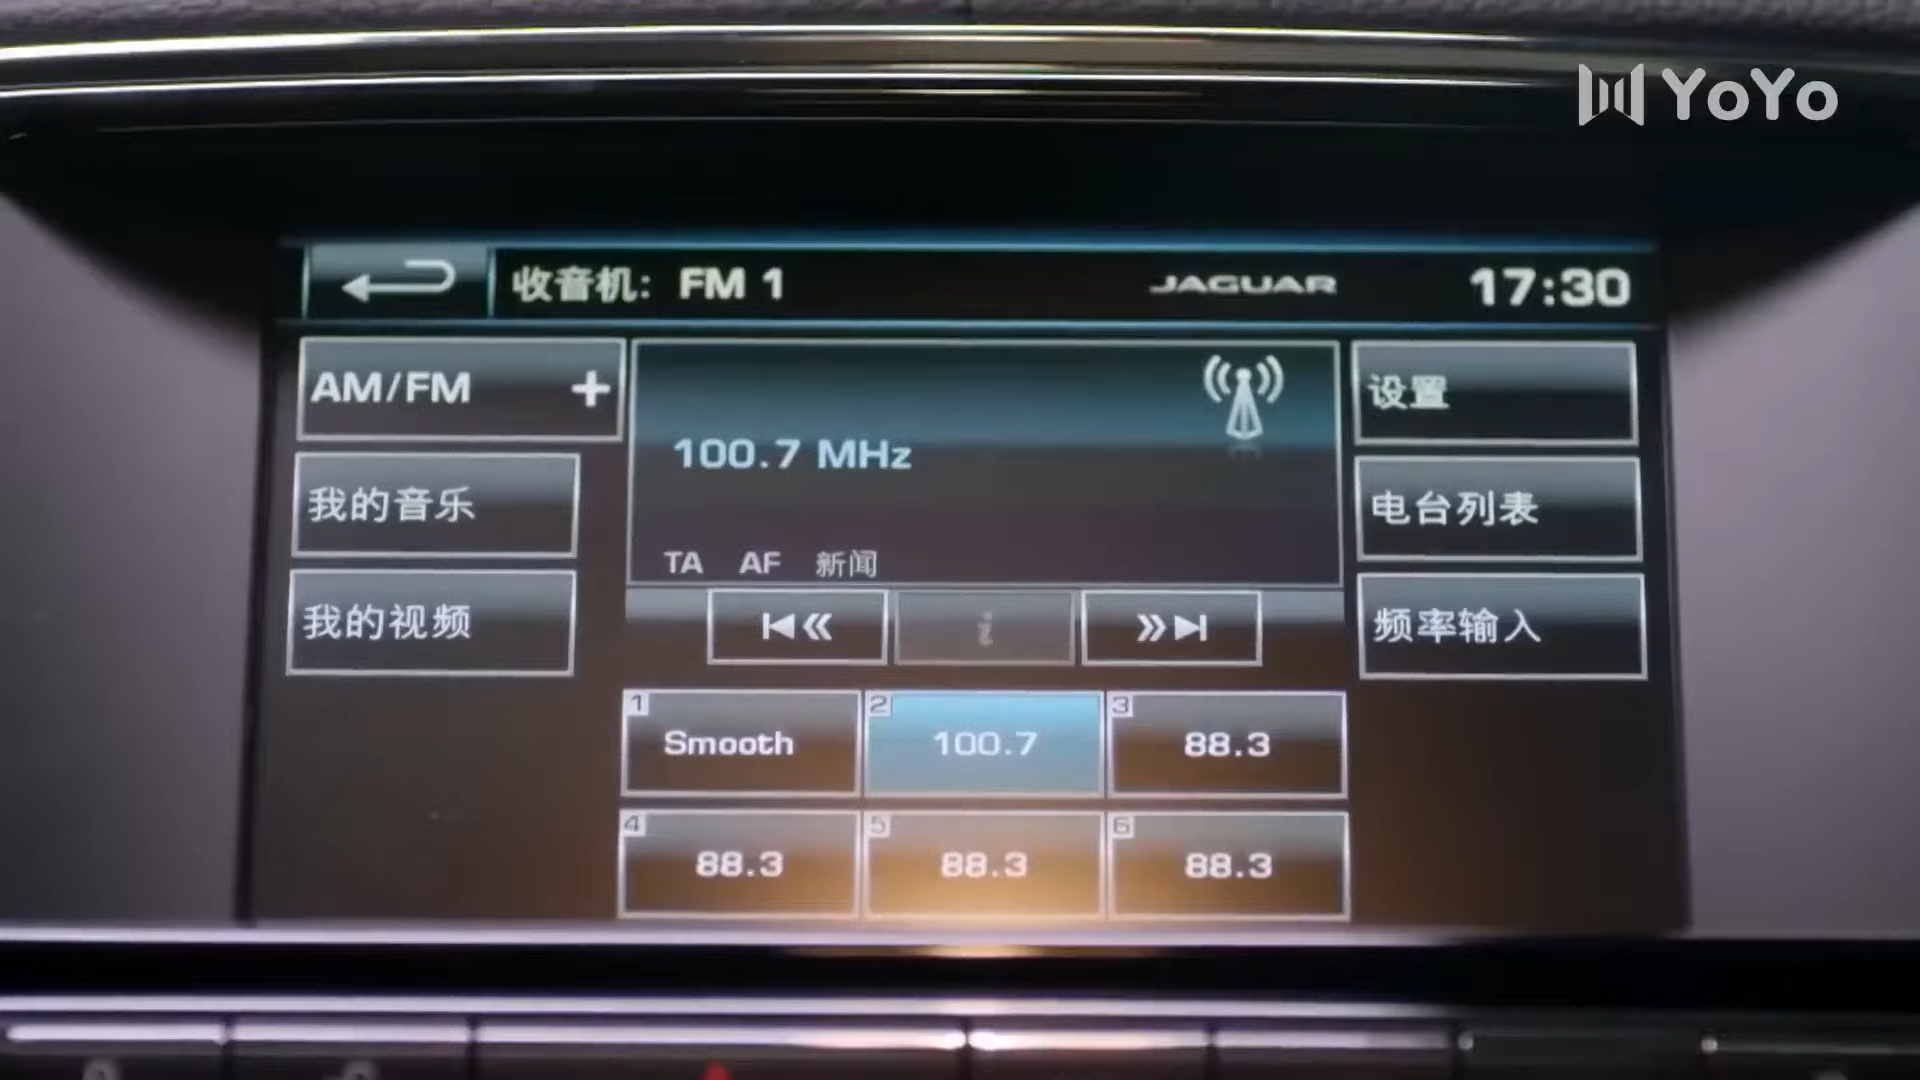 YoYo
收音机: FM 1
JAGUAR
17:30
AM/FM +
我的音乐
我的视频
100.7 MHz
TA AF 新闻
设置
电台列表
频率输入
1 Smooth
2 100.7
3 88.3
4 88.3
5 88.3
6 88.3